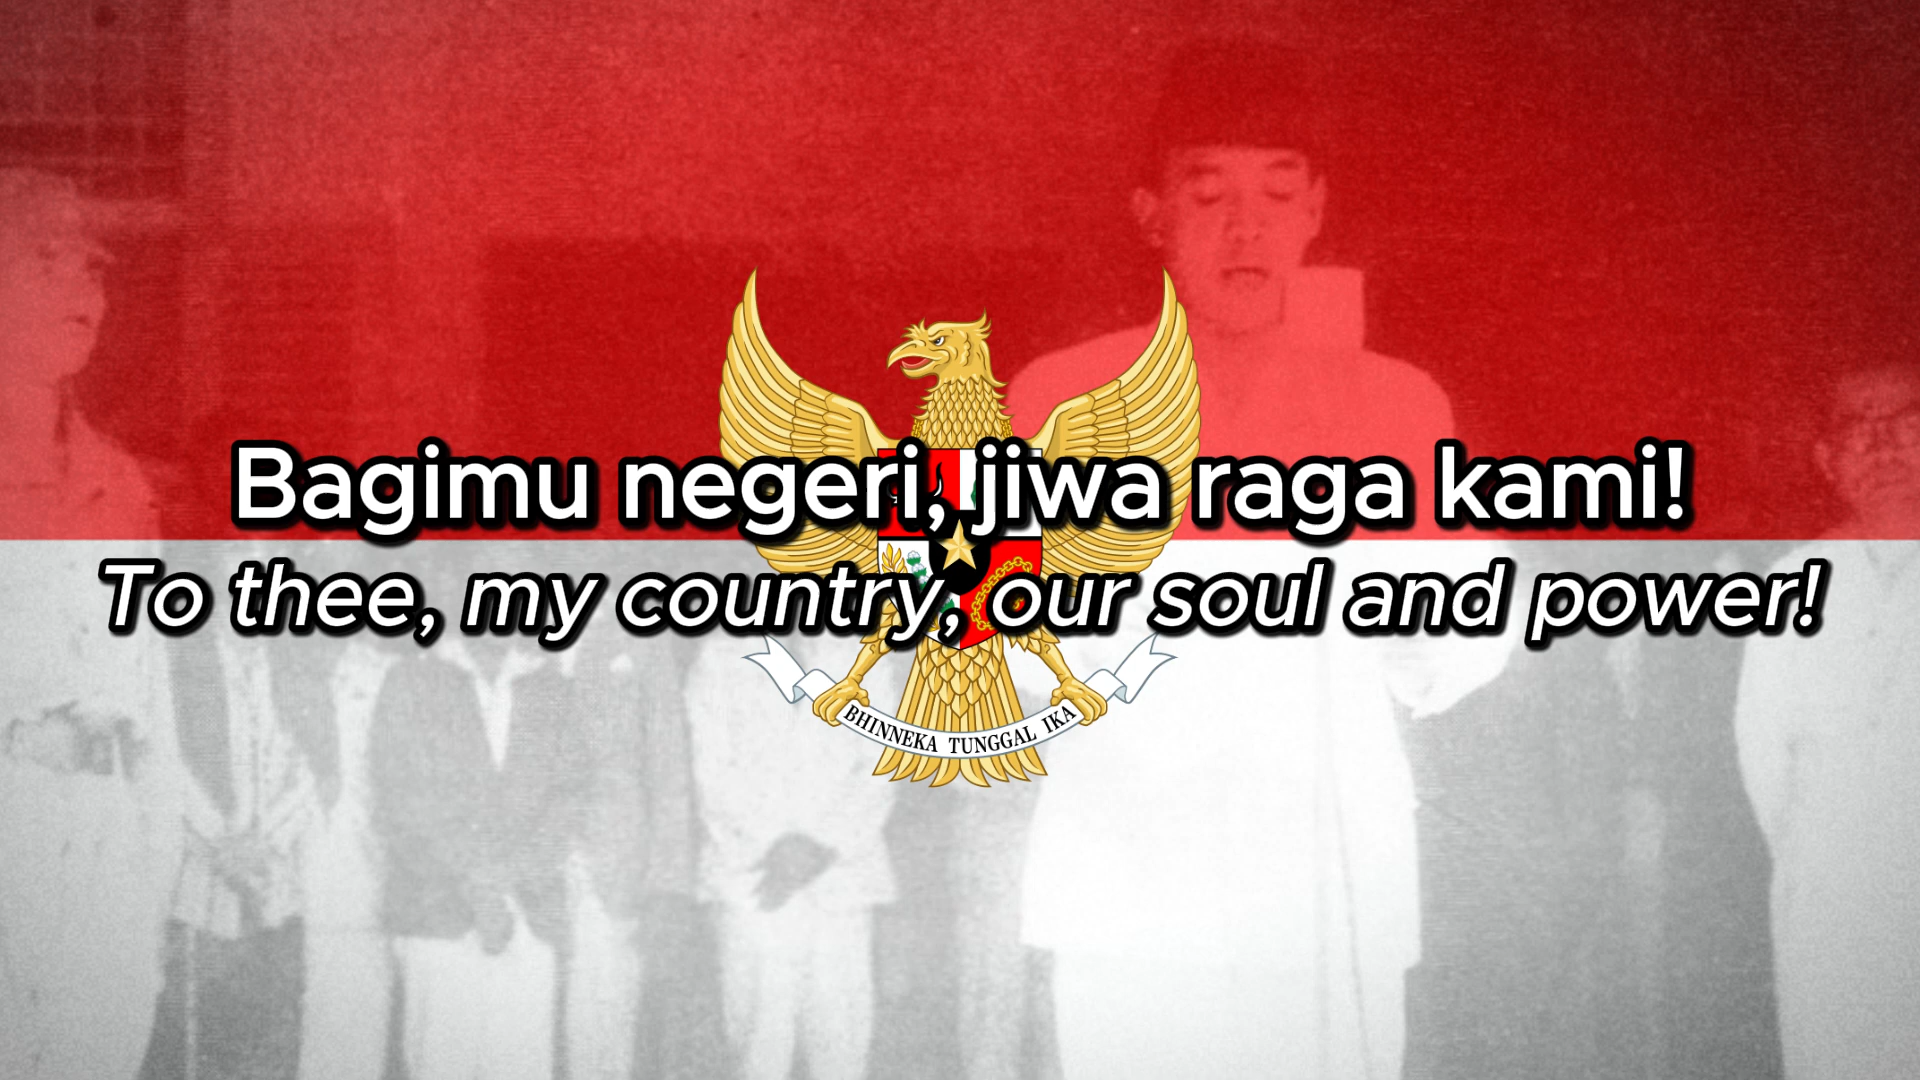 Bagimu negeri, jiwa raga kami!
To thee, my country, our soul and power!
BHINNEKA TUNGGAL IKA